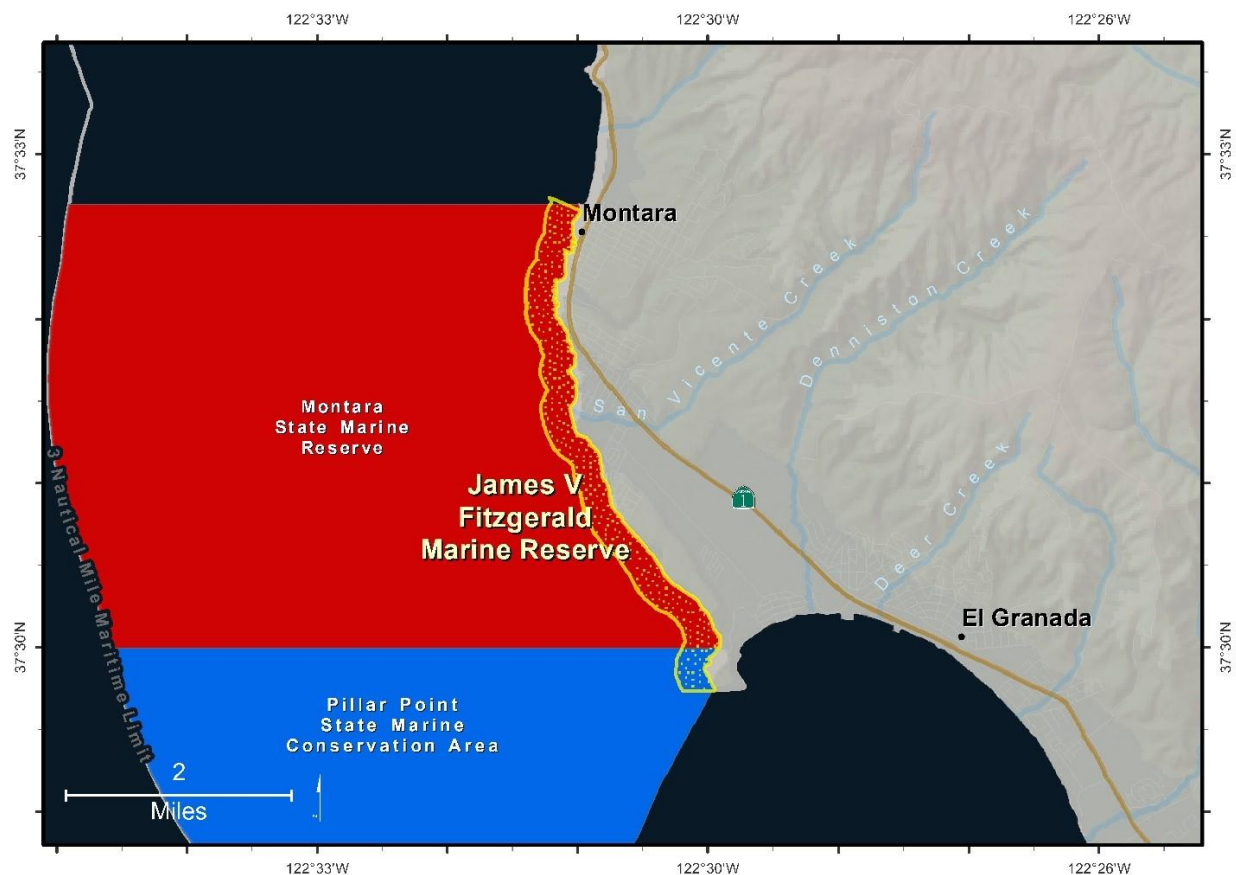 122°33'W
122°30'W
122°26'W
37°33'N
37°33'N
Montara
San Vicente Creek
Denniston Creek
Montara
State Marine
Reserve
3-Nautical-Mile Maritime Limit
James V
Fitzgerald
Marine Reserve
1
Deer Creek
El Granada
37°30'N
37°30'N
Pillar Point
State Marine
Conservation Area
2
Miles
122°33'W
122°30'W
122°26'W